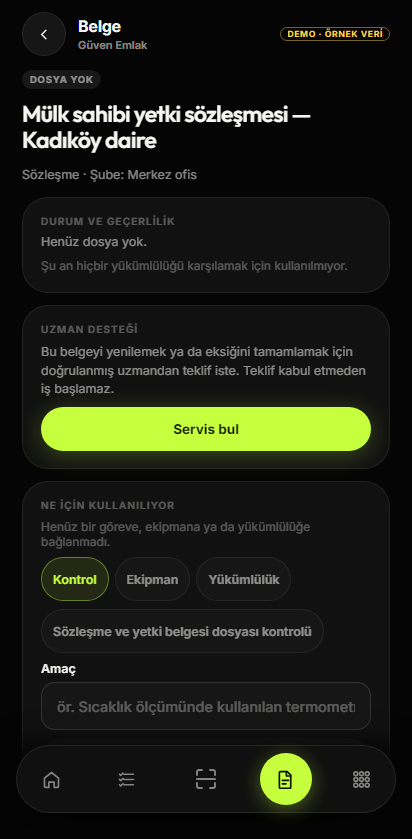 Belge
Güven Emlak
DEMO · ÖRNEK VERİ
DOSYA YOK
Mülk sahibi yetki sözleşmesi —
Kadıköy daire
Sözleşme · Şube: Merkez ofis
DURUM VE GEÇERLİLİK
Henüz dosya yok.
Şu an hiçbir yükümlülüğü karşılamak için kullanılmıyor.
UZMAN DESTEĞİ
Bu belgeyi yenilemek ya da eksiğini tamamlamak için
doğrulanmış uzmandan teklif iste. Teklif kabul etmeden
iş başlamaz.
Servis bul
NE İÇİN KULLANILIYOR
Henüz bir göreve, ekipmana ya da yükümlülüğe
bağlanmadı.
Kontrol
Ekipman
Yükümlülük
Sözleşme ve yetki belgesi dosyası kontrolü
Amaç
ör. Sıcaklık ölçümünde kullanılan termomet